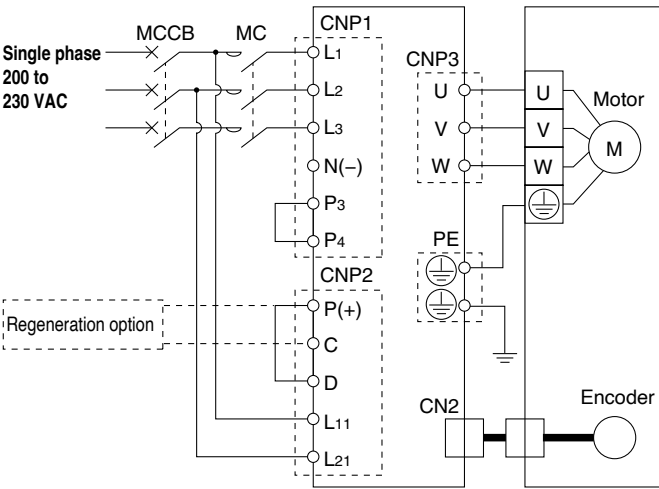 MCCB MC CNP1
Single phase
200 to
230 VAC
L1
L2
L3
N(−)
P3
P4
CNP3
U
V
W
U
V
W
Motor
M
PE
CNP2
Regeneration option
P(+)
C
D
L11
L21
CN2
Encoder